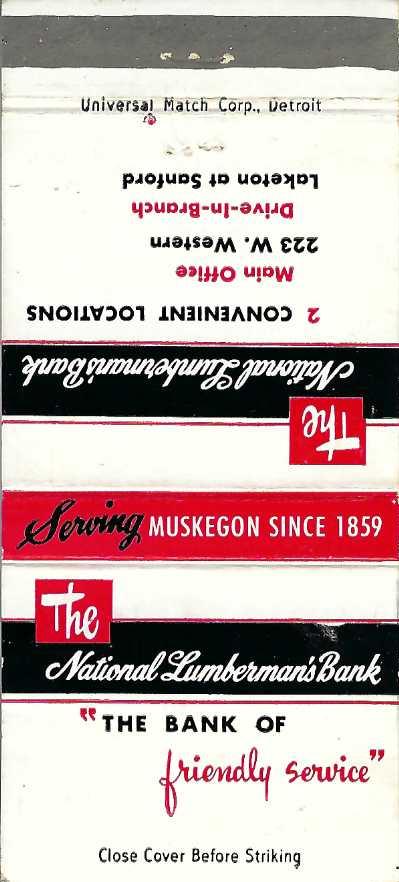 Universal Match Corp., Detroit
The
National Lumberman's Bank
2 CONVENIENT LOCATIONS
Main Office
223 W. Western
Drive-In-Branch
Laketon at Sanford
Serving MUSKEGON SINCE 1859
The
National Lumberman's Bank
"THE BANK OF
friendly service"
Close Cover Before Striking